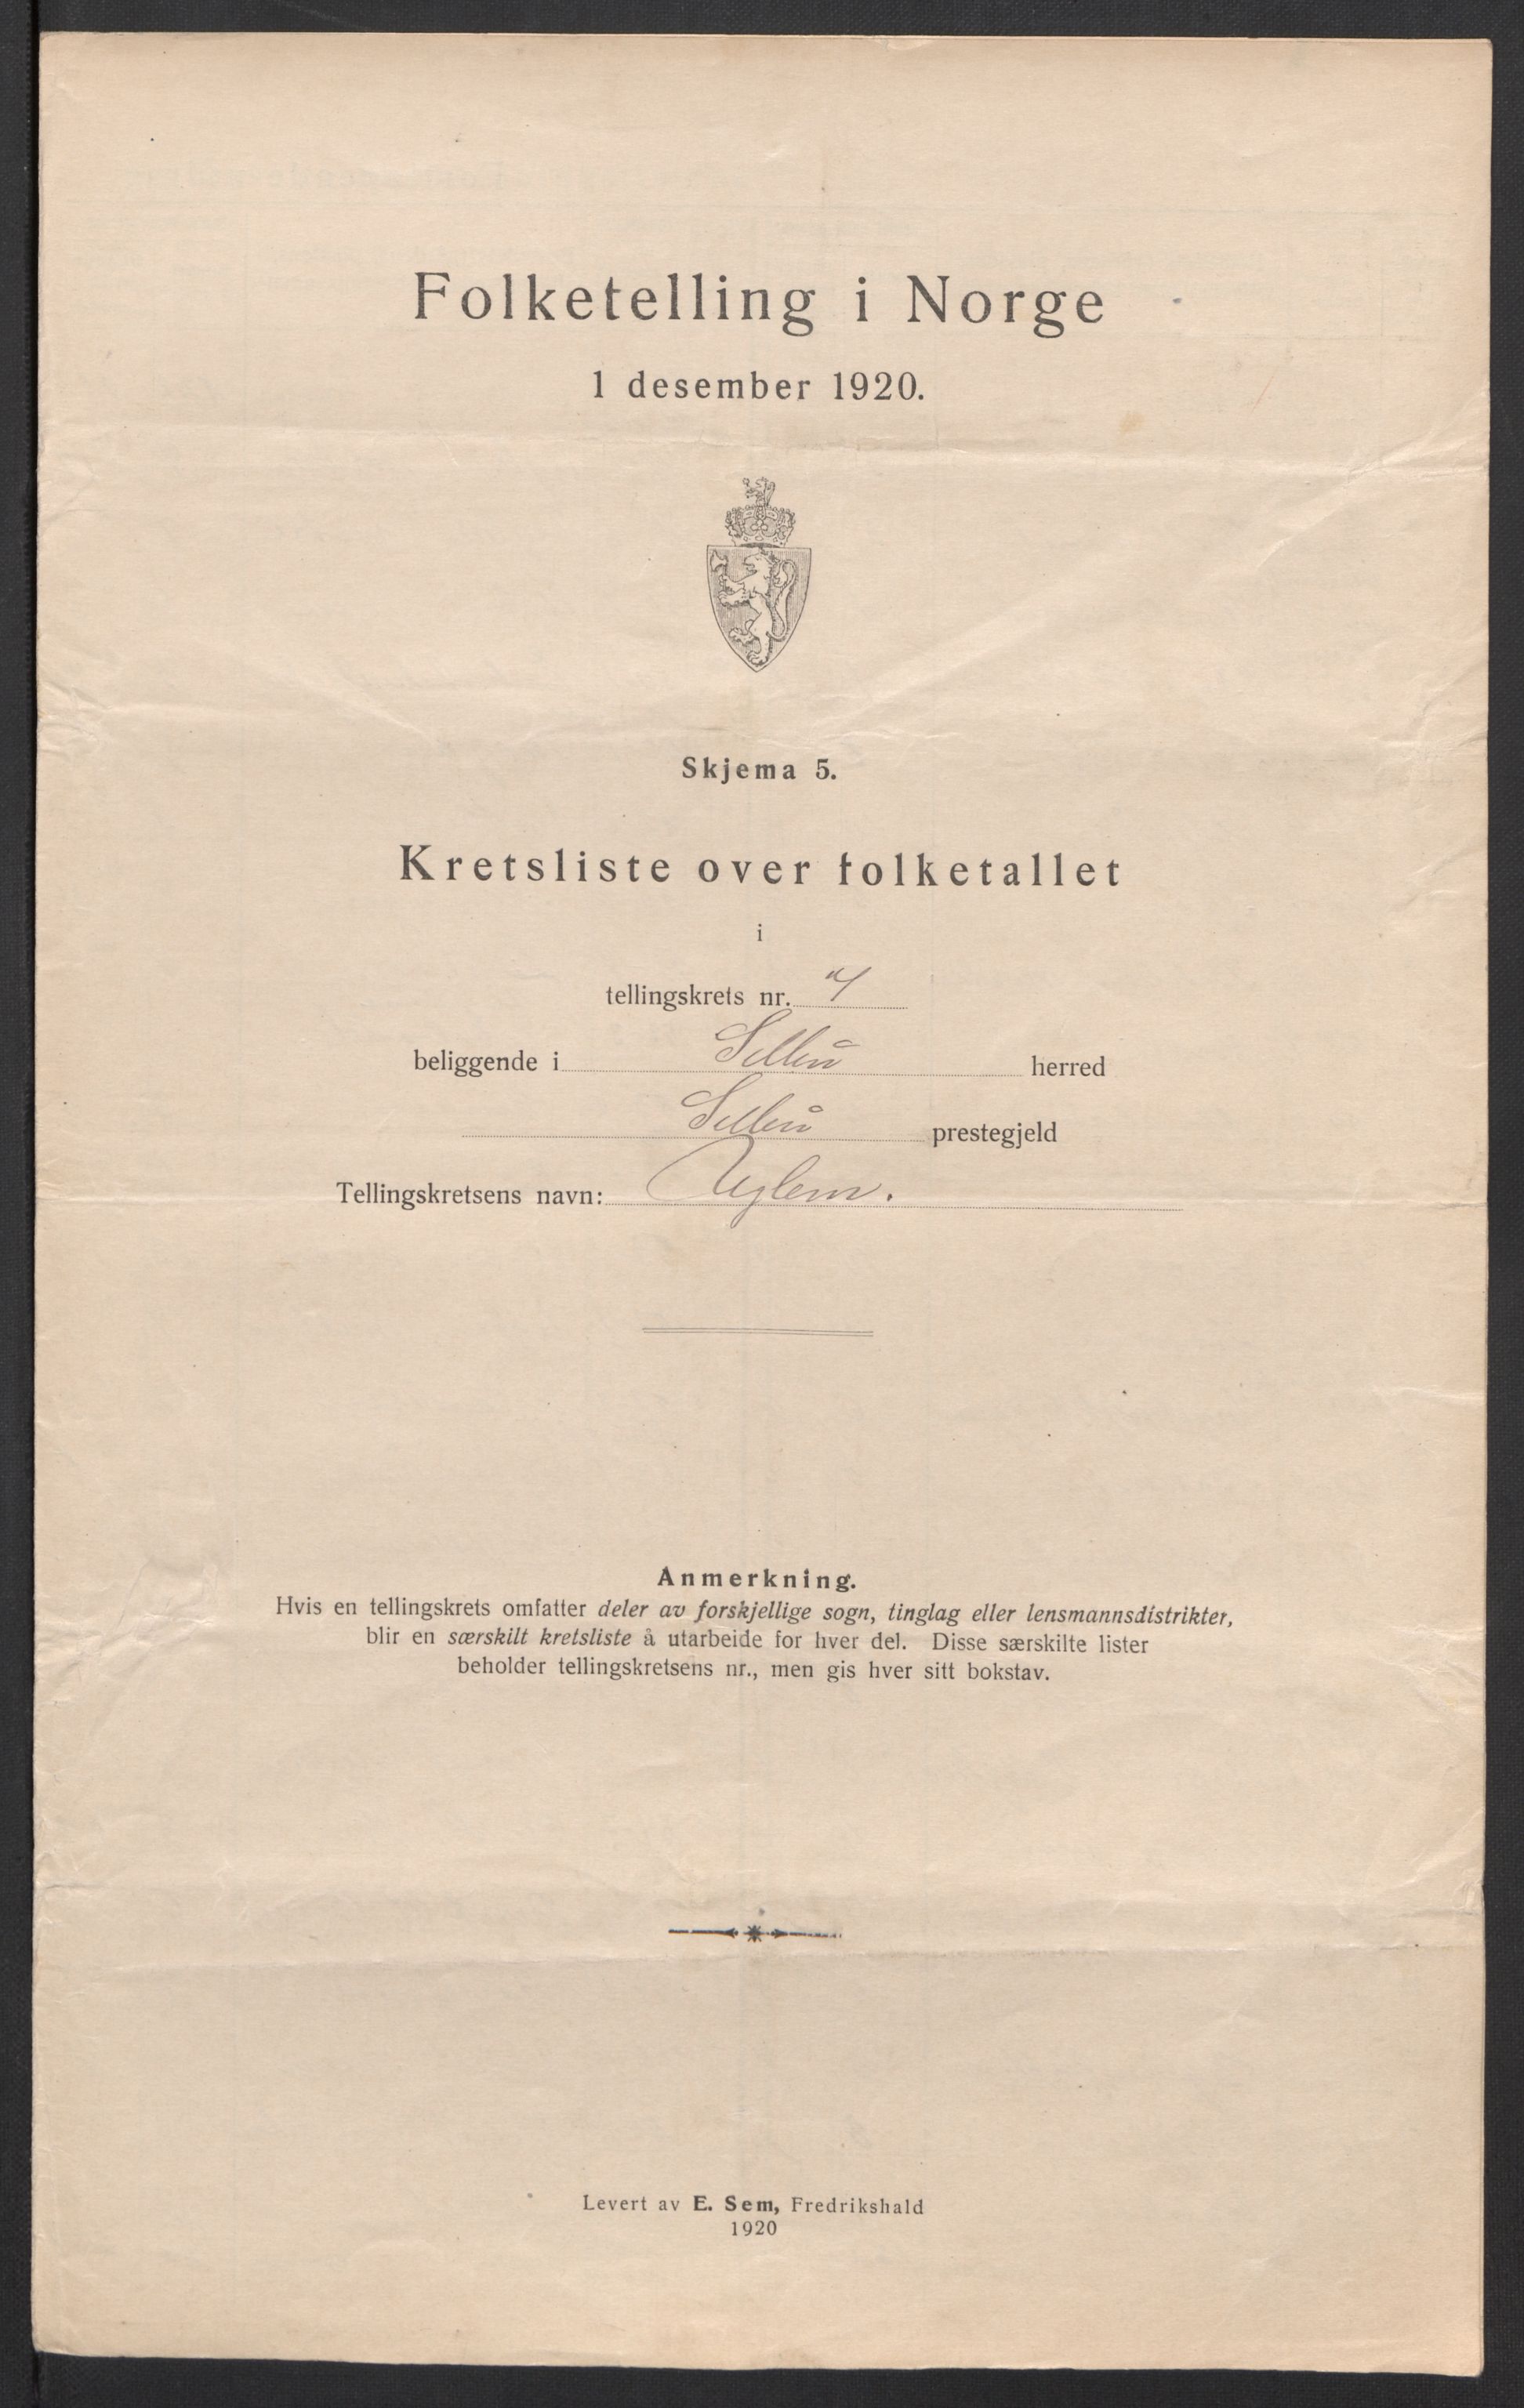 Folketelling i Norge
1 desember 1920.
Skjema 5.
Kretsliste over folketallet
i
tellingskrets nr. 4
beliggende i Selbu herred
Selbu prestegjeld
Tellingskretsens navn: Uglem.
Anmerkning.
Hvis en tellingskrets omfatter deler av forskjellige sogn, tinglag eller lensmannsdistrikter,
blir en særskilt kretsliste å utarbeide for hver del. Disse særskilte lister
beholder tellingskretsens nr., men gis hver sitt bokstav.
Levert av E. Sem, Fredrikshald
1920